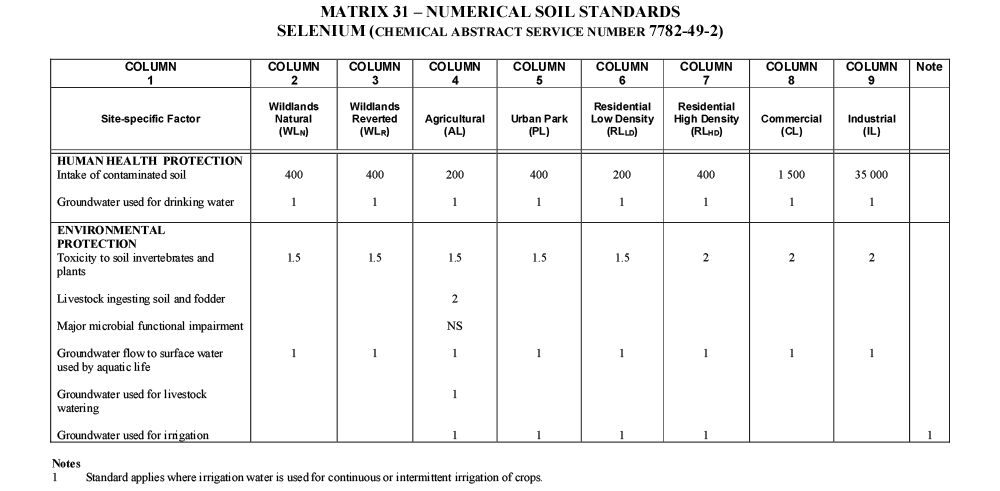 MATRIX 31 – NUMERICAL SOIL STANDARDS
SELENIUM (CHEMICAL ABSTRACT SERVICE NUMBER 7782-49-2)
COLUMN 1 COLUMN 2 COLUMN 3 COLUMN 4 COLUMN 5 COLUMN 6 COLUMN 7 COLUMN 8 COLUMN 9 Note
Site-specific Factor Wildlands Natural (WLN) Wildlands Reverted (WLR) Agricultural (AL) Urban Park (PL) Residential Low Density (RLLD) Residential High Density (RLHD) Commercial (CL) Industrial (IL)
HUMAN HEALTH PROTECTION
Intake of contaminated soil 400 400 200 400 200 400 1 500 35 000
Groundwater used for drinking water 1 1 1 1 1 1 1 1
ENVIRONMENTAL
PROTECTION
Toxicity to soil invertebrates and 1.5 1.5 1.5 1.5 1.5 2 2 2
plants
Livestock ingesting soil and fodder 2
Major microbial functional impairment NS
Groundwater flow to surface water 1 1 1 1 1 1 1 1
used by aquatic life
Groundwater used for livestock 1
watering
Groundwater used for irrigation 1 1 1 1 1
Notes
1 Standard applies where irrigation water is used for continuous or intermittent irrigation of crops.